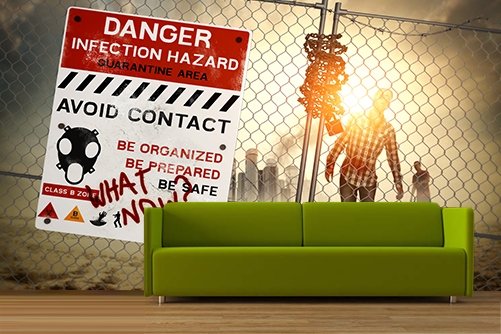 DANGER
INFECTION HAZARD
QUARANTINE AREA
AVOID CONTACT
BE ORGANIZED
BE PREPARED
BE SAFE
CLASS B ZONE
WHAT
NOW?